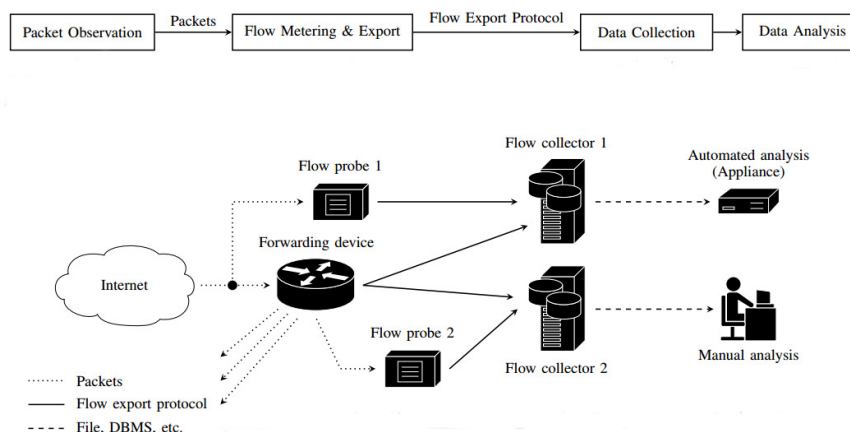 Packet Observation
Packets
Flow Metering & Export
Flow Export Protocol
Data Collection
Data Analysis
Flow probe 1
Flow collector 1
Automated analysis
(Appliance)
Forwarding device
Internet
Flow probe 2
Flow collector 2
Manual analysis
Packets
Flow export protocol
File, DBMS, etc.